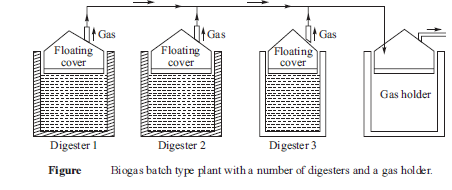 Gas Gas Gas
Floating Floating Floating
cover cover cover
Gas holder
Digester 1 Digester 2 Digester 3
Figure Biogas batch type plant with a number of digesters and a gas holder.